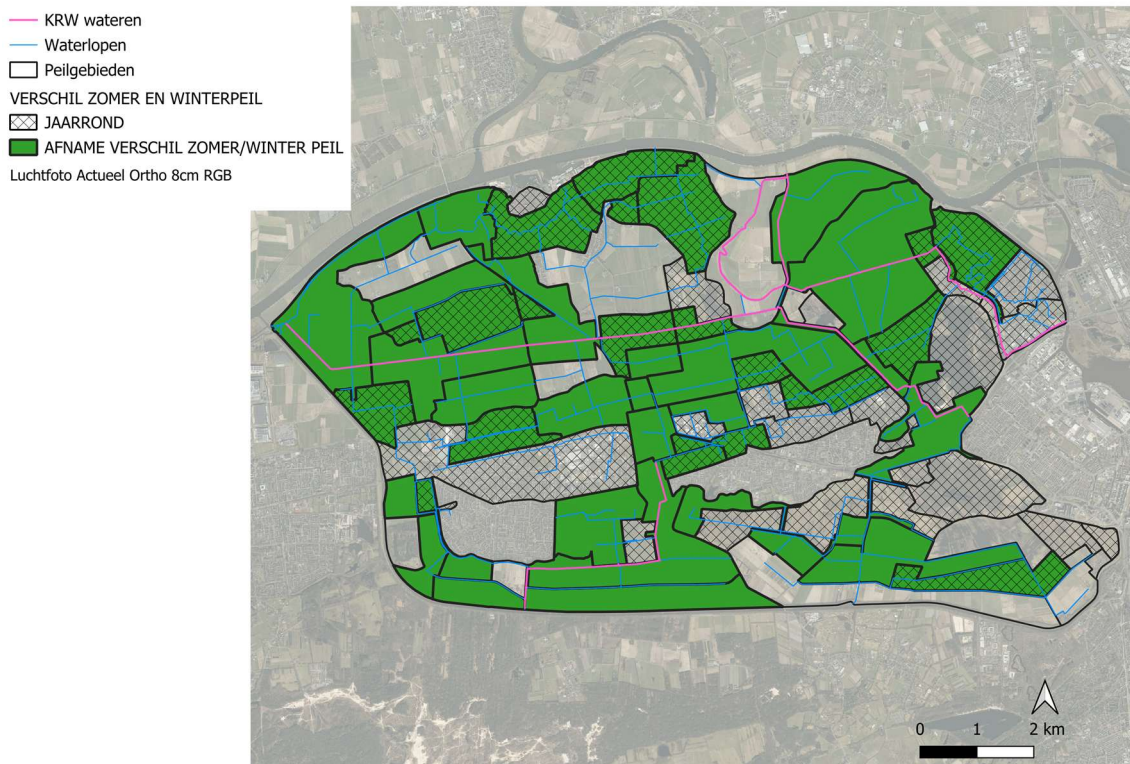 KRW wateren
Waterlopen
Peilgebieden
VERSCHIL ZOMER EN WINTERPEIL
JAARROND
AFNAME VERSCHIL ZOMER/WINTER PEIL
Luchtfoto Actueel Ortho 8cm RGB
0 1 2 km